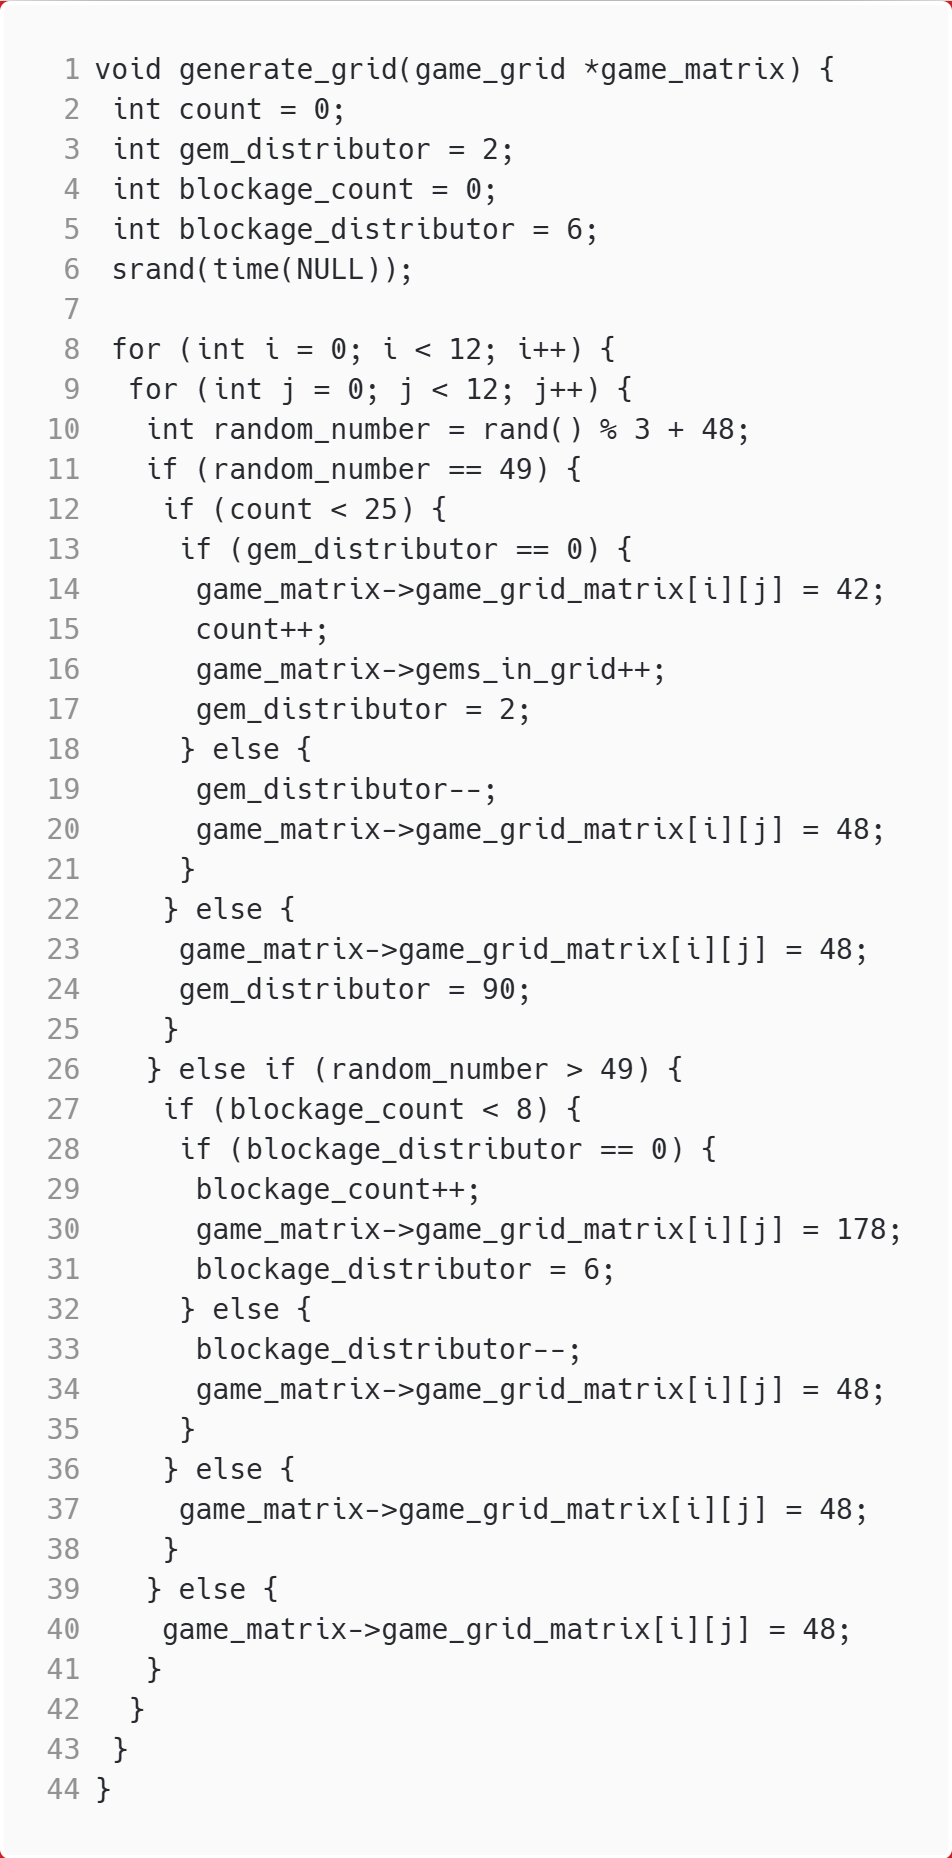 1 void generate_grid(game_grid *game_matrix) {
2  int count = 0;
3  int gem_distributor = 2;
4  int blockage_count = 0;
5  int blockage_distributor = 6;
6  srand(time(NULL));
7
8  for (int i = 0; i < 12; i++) {
9   for (int j = 0; j < 12; j++) {
10    int random_number = rand() % 3 + 48;
11    if (random_number == 49) {
12     if (count < 25) {
13      if (gem_distributor == 0) {
14       game_matrix->game_grid_matrix[i][j] = 42;
15       count++;
16       game_matrix->gems_in_grid++;
17       gem_distributor = 2;
18      } else {
19       gem_distributor--;
20       game_matrix->game_grid_matrix[i][j] = 48;
21      }
22     } else {
23      game_matrix->game_grid_matrix[i][j] = 48;
24      gem_distributor = 90;
25     }
26    } else if (random_number > 49) {
27     if (blockage_count < 8) {
28      if (blockage_distributor == 0) {
29       blockage_count++;
30       game_matrix->game_grid_matrix[i][j] = 178;
31       blockage_distributor = 6;
32      } else {
33       blockage_distributor--;
34       game_matrix->game_grid_matrix[i][j] = 48;
35      }
36     } else {
37      game_matrix->game_grid_matrix[i][j] = 48;
38     }
39    } else {
40     game_matrix->game_grid_matrix[i][j] = 48;
41    }
42   }
43  }
44 }